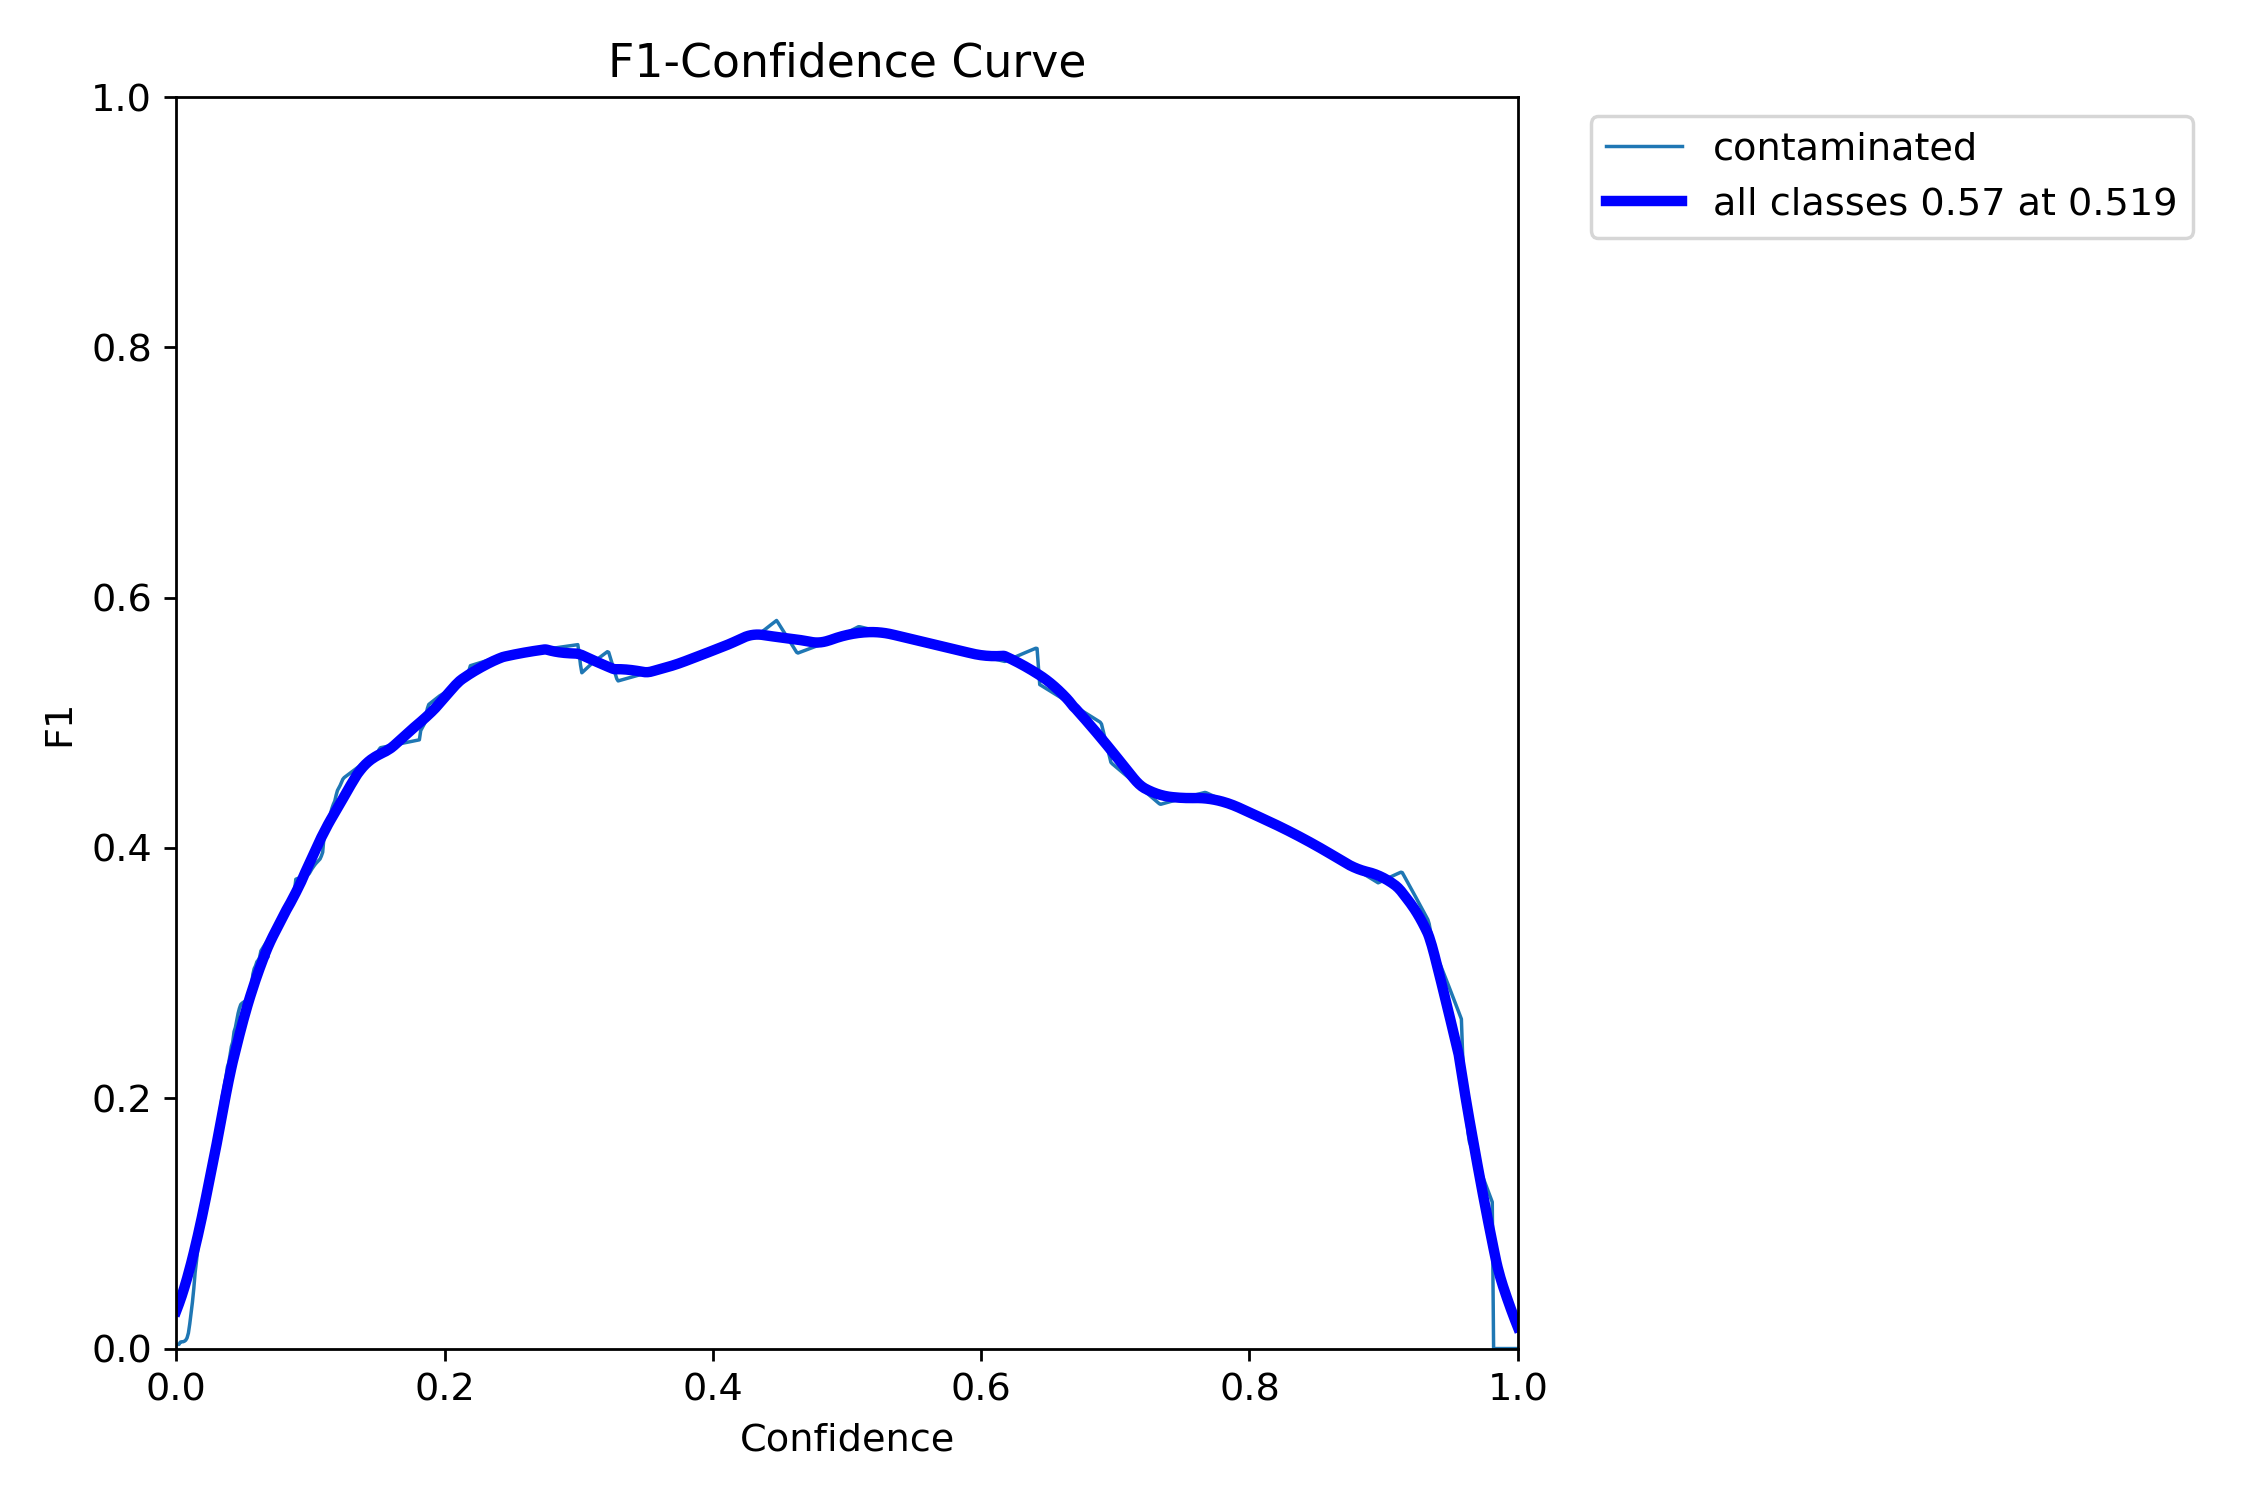 F1-Confidence Curve
contaminated
all classes 0.57 at 0.519
1.0
0.8
0.6
0.4
0.2
0.0
F1
0.0 0.2 0.4 0.6 0.8 1.0
Confidence